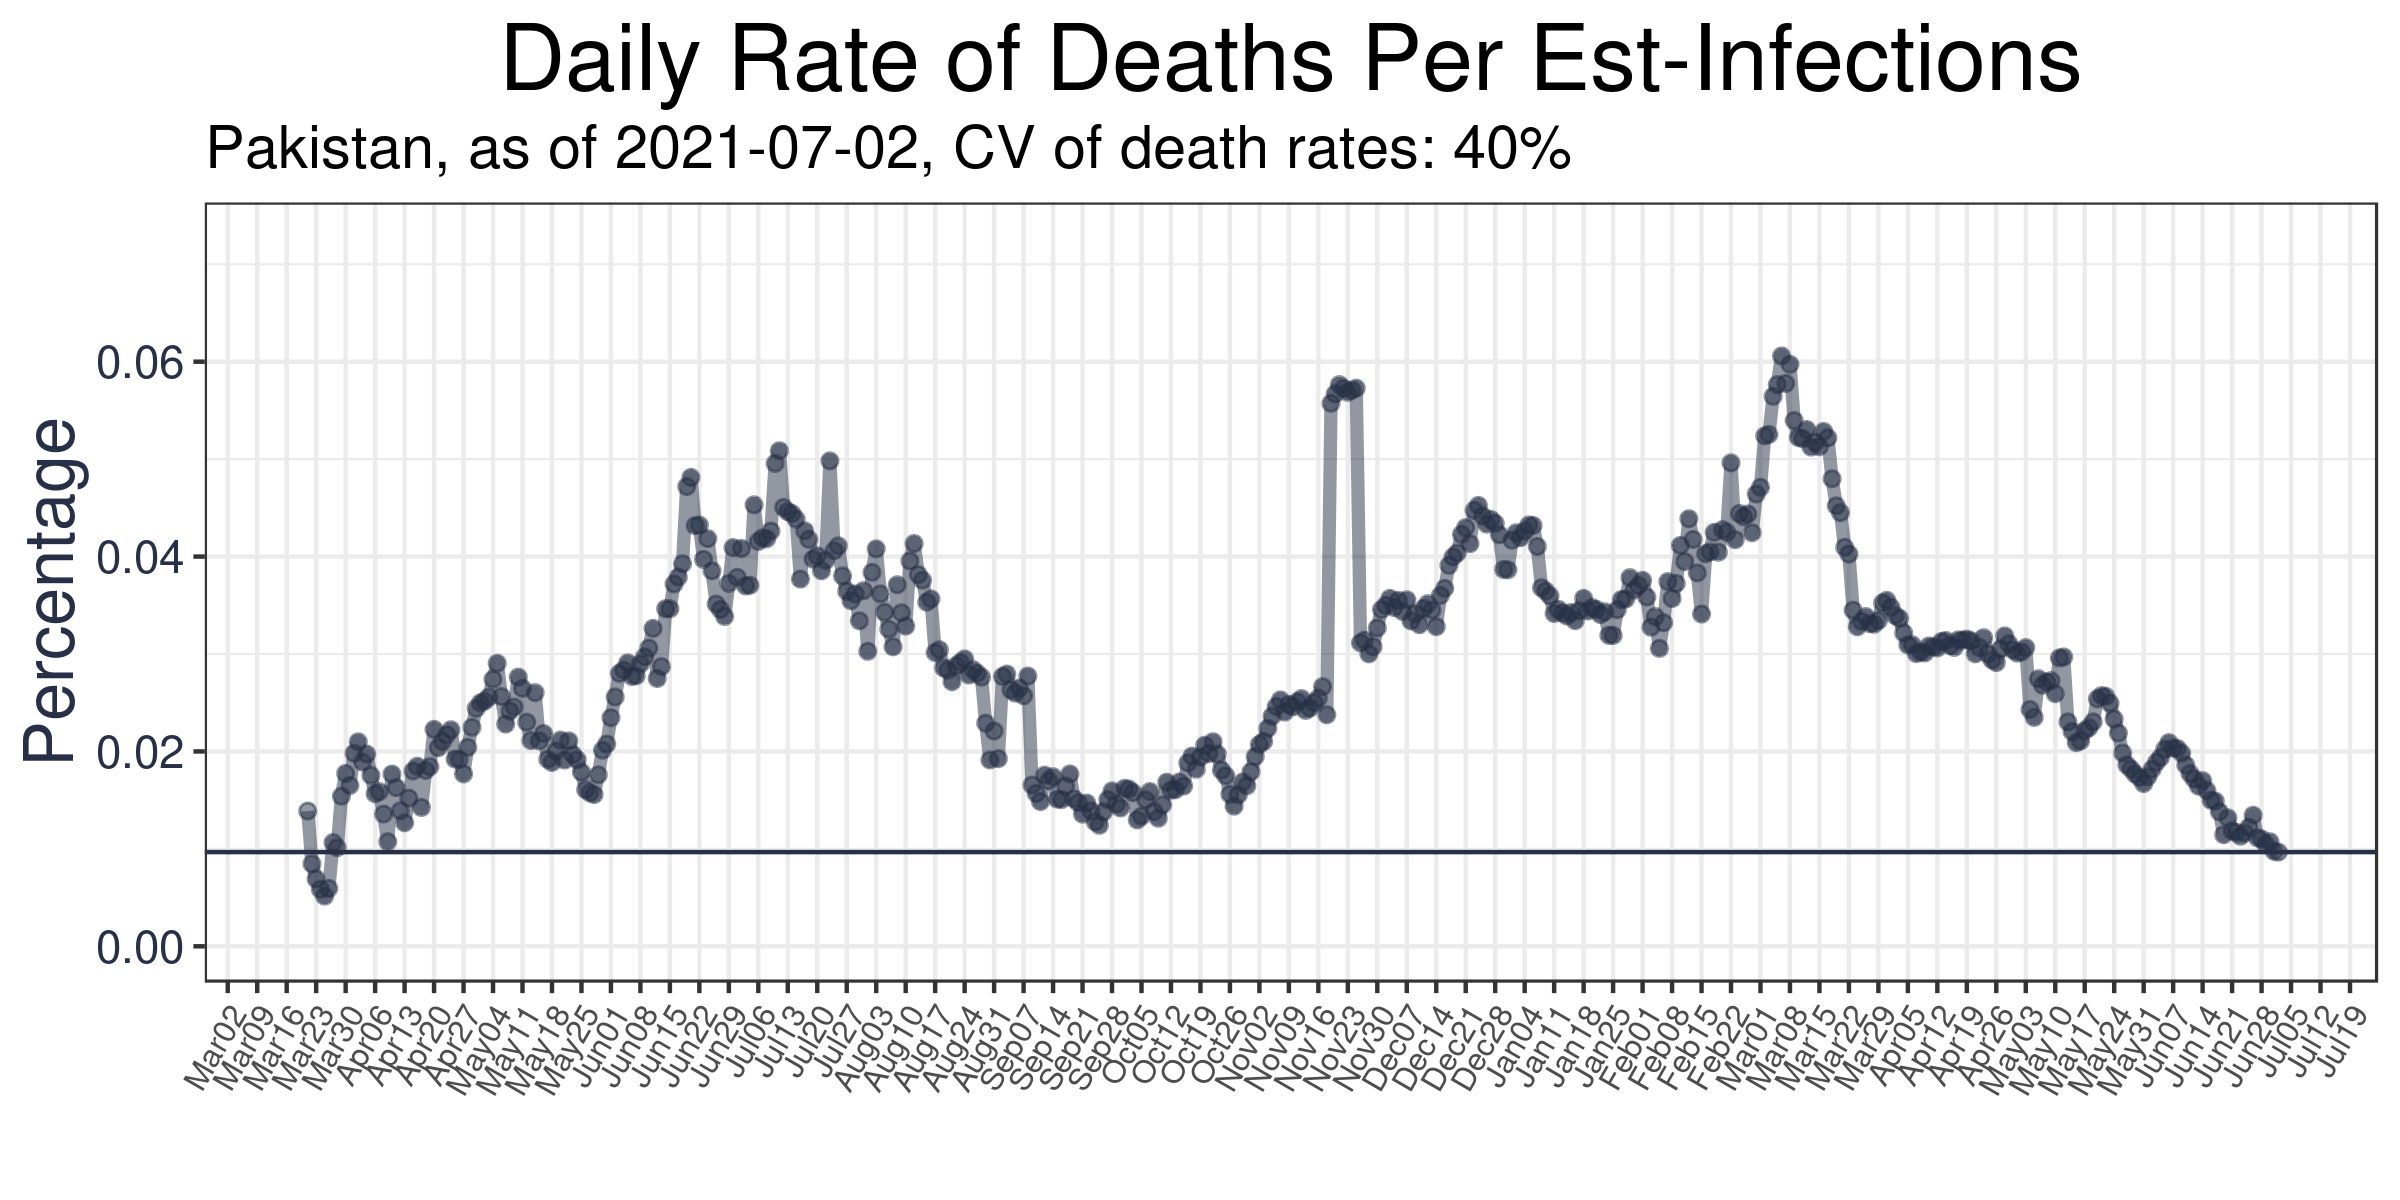 Daily Rate of Deaths Per Est-Infections
Pakistan, as of 2021-07-02, CV of death rates: 40%
Percentage
0.06
0.04
0.02
0.00
Mar02
Mar09
Mar16
Mar23
Mar30
Apr06
Apr13
Apr20
Apr27
May04
May11
May18
May25
Jun01
Jun08
Jun15
Jun22
Jun29
Jul06
Jul13
Jul20
Jul27
Aug03
Aug10
Aug17
Aug24
Aug31
Sep07
Sep14
Sep21
Sep28
Oct05
Oct12
Oct19
Oct26
Nov02
Nov09
Nov16
Nov23
Nov30
Dec07
Dec14
Dec21
Dec28
Jan04
Jan11
Jan18
Jan25
Feb01
Feb08
Feb15
Feb22
Mar01
Mar08
Mar15
Mar22
Mar29
Apr05
Apr12
Apr19
Apr26
May03
May10
May17
May24
May31
Jun07
Jun14
Jun21
Jun28
Jul05
Jul12
Jul19